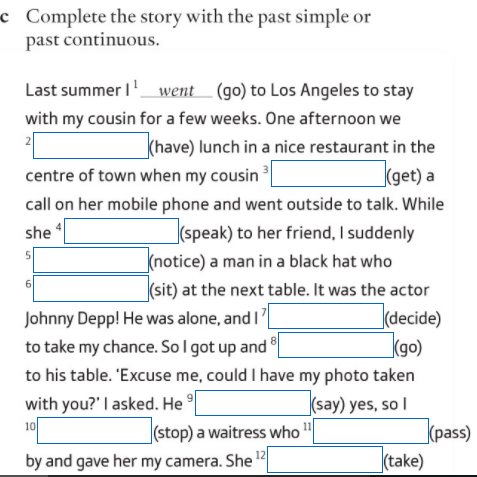 c Complete the story with the past simple or
past continuous.
Last summer I ¹ went (go) to Los Angeles to stay
with my cousin for a few weeks. One afternoon we
² (have) lunch in a nice restaurant in the
centre of town when my cousin ³ (get) a
call on her mobile phone and went outside to talk. While
she ⁴ (speak) to her friend, I suddenly
⁵ (notice) a man in a black hat who
⁶ (sit) at the next table. It was the actor
Johnny Depp! He was alone, and I ⁷ (decide)
to take my chance. So I got up and ⁸ (go)
to his table. 'Excuse me, could I have my photo taken
with you?' I asked. He ⁹ (say) yes, so I
¹⁰ (stop) a waitress who ¹¹ (pass)
by and gave her my camera. She ¹² (take)